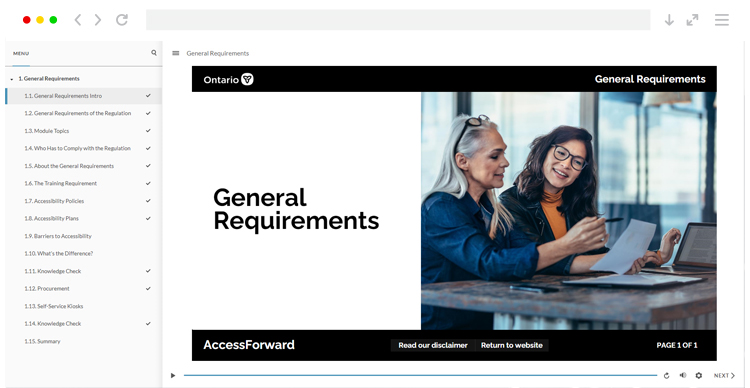 MENU
1. General Requirements
1.1. General Requirements Intro
1.2. General Requirements of the Regulation
1.3. Module Topics
1.4. Who Has to Comply with the Regulation
1.5. About the General Requirements
1.6. The Training Requirement
1.7. Accessibility Policies
1.8. Accessibility Plans
1.9. Barriers to Accessibility
1.10. What's the Difference?
1.11. Knowledge Check
1.12. Procurement
1.13. Self-Service Kiosks
1.14. Knowledge Check
1.15. Summary
General Requirements
Ontario
General Requirements
General
Requirements
AccessForward
Read our disclaimer
Return to website
PAGE 1 OF 1
NEXT